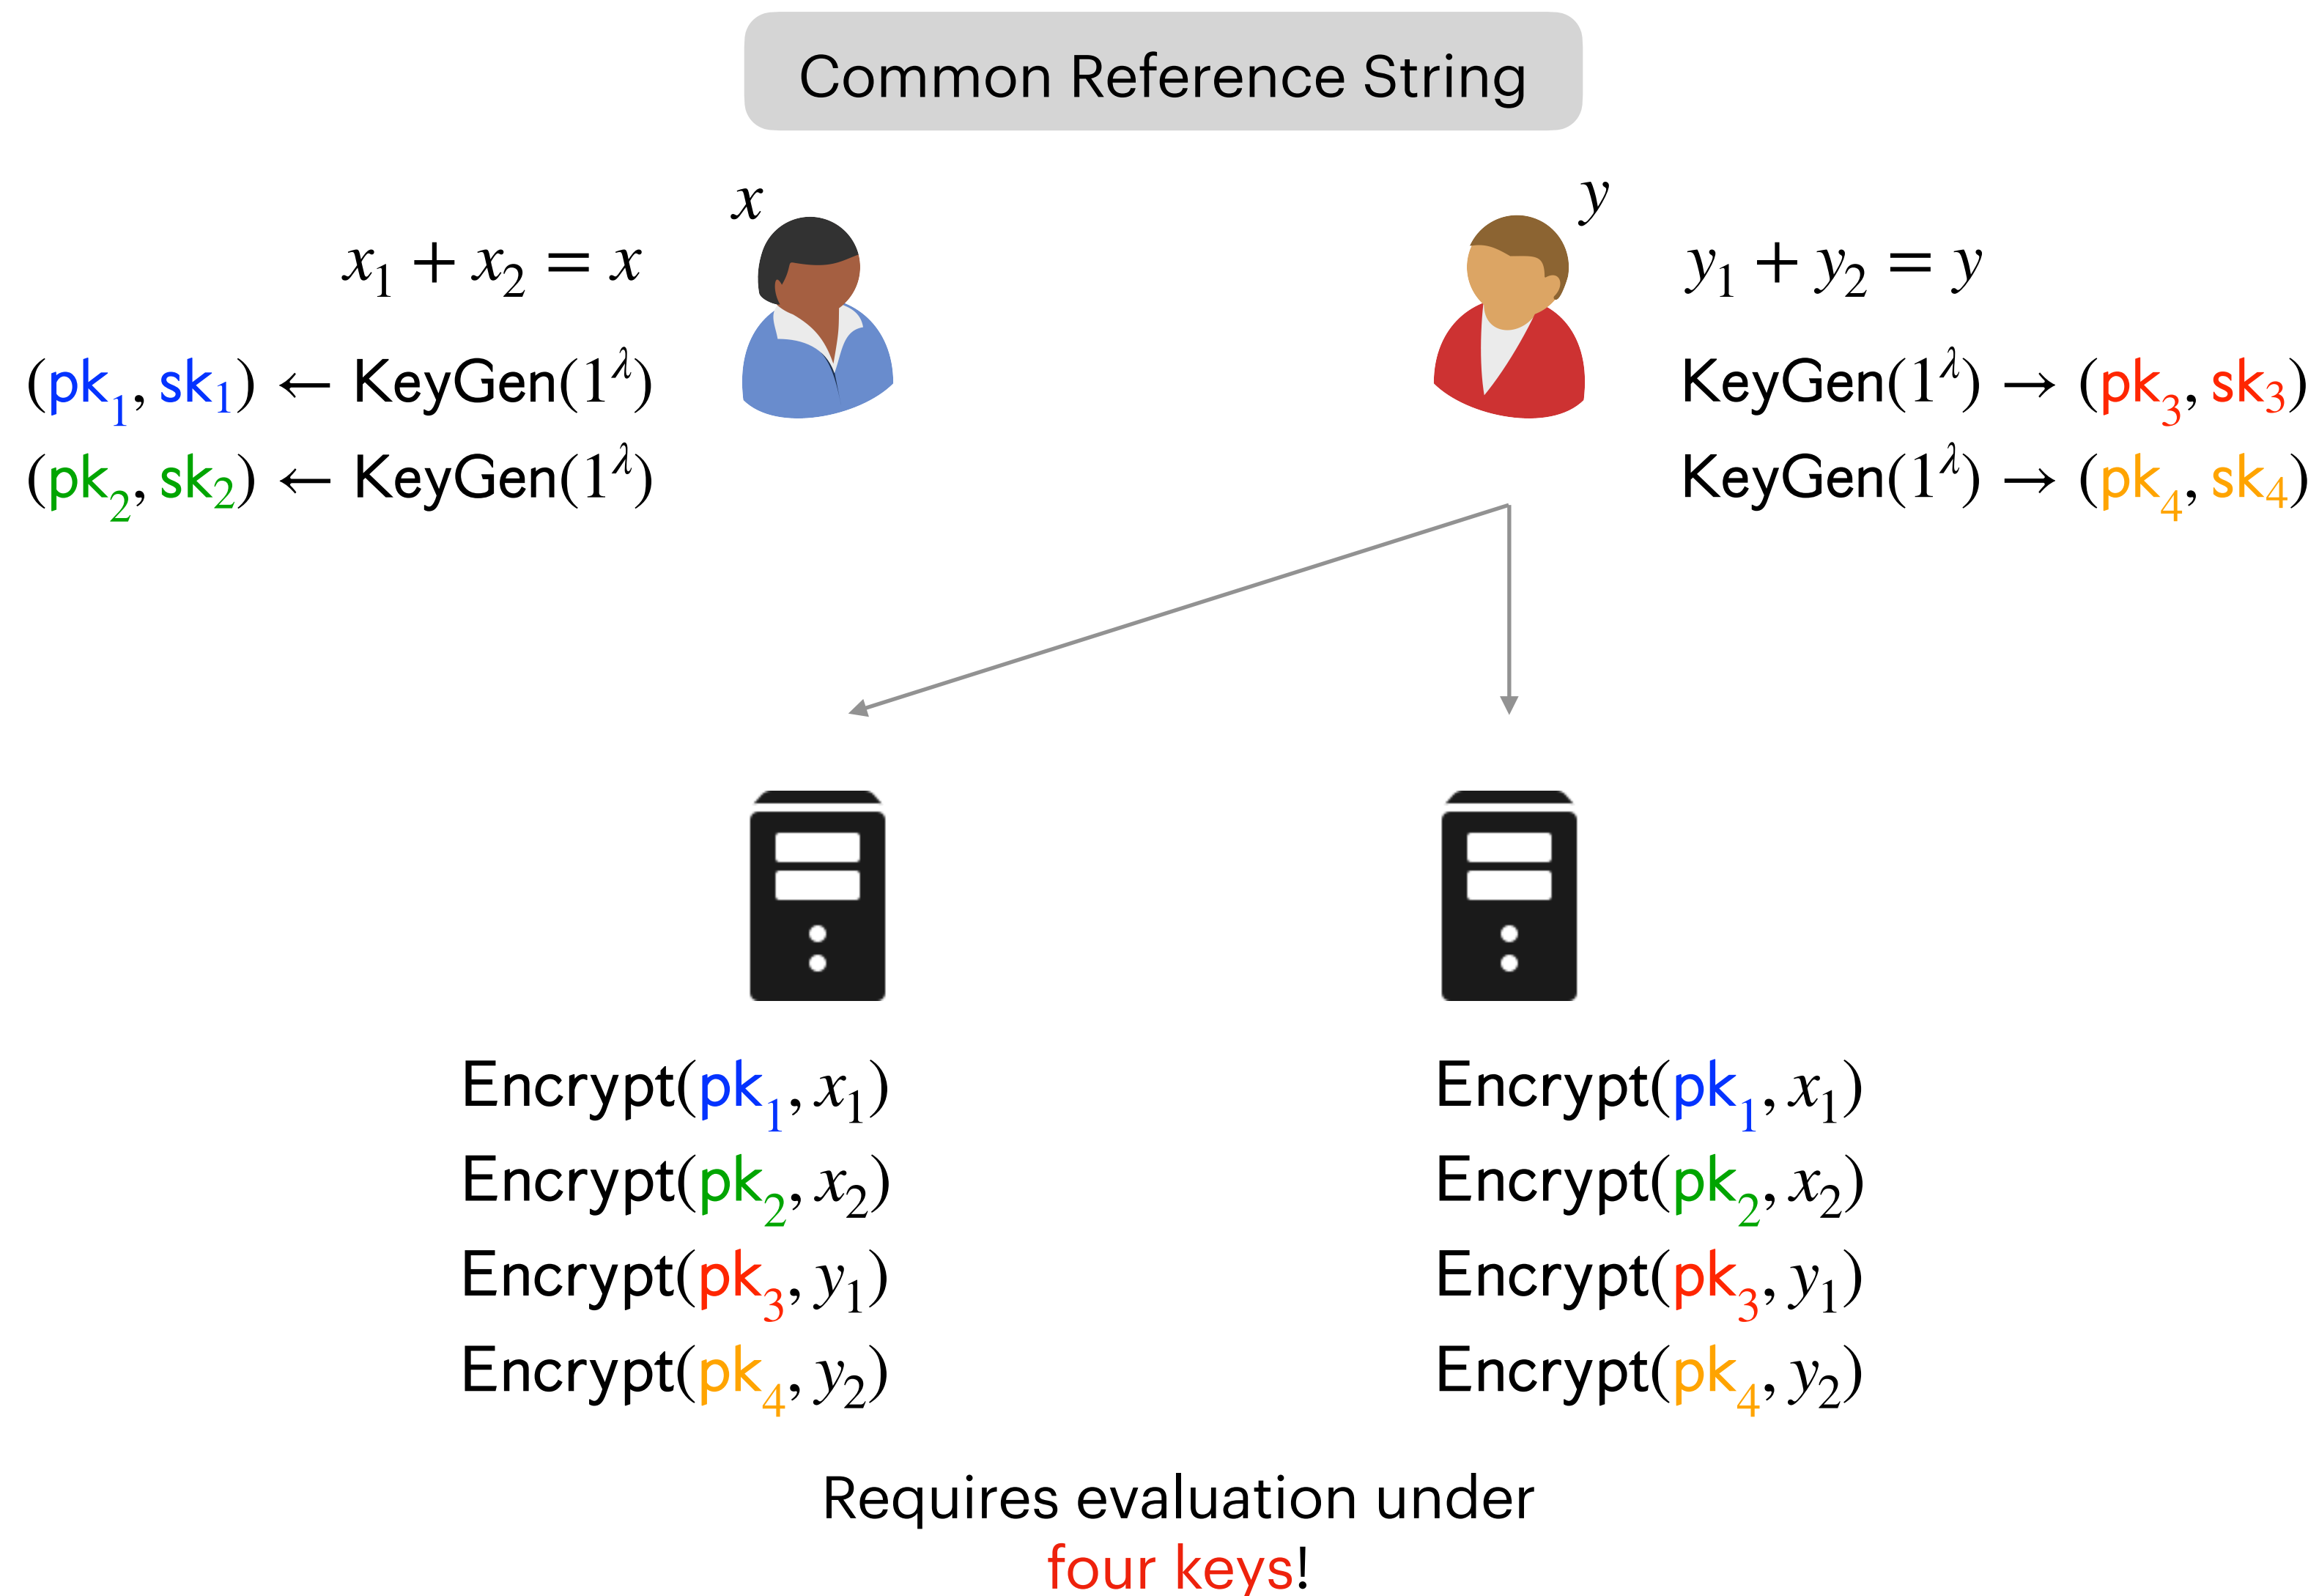 Common Reference String
x
y
x₁ + x₂ = x
y₁ + y₂ = y
(pk₁, sk₁) ← KeyGen(1^λ)
KeyGen(1^λ) → (pk₃, sk₃)
(pk₂, sk₂) ← KeyGen(1^λ)
KeyGen(1^λ) → (pk₄, sk₄)
Encrypt(pk₁, x₁)
Encrypt(pk₂, x₂)
Encrypt(pk₃, y₁)
Encrypt(pk₄, y₂)
Encrypt(pk₁, x₁)
Encrypt(pk₂, x₂)
Encrypt(pk₃, y₁)
Encrypt(pk₄, y₂)
Requires evaluation under
four keys!